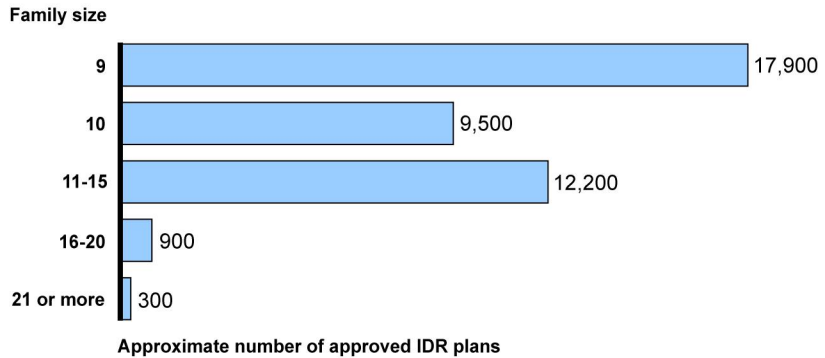 Family size
9 17,900
10 9,500
11-15 12,200
16-20 900
21 or more 300
Approximate number of approved IDR plans